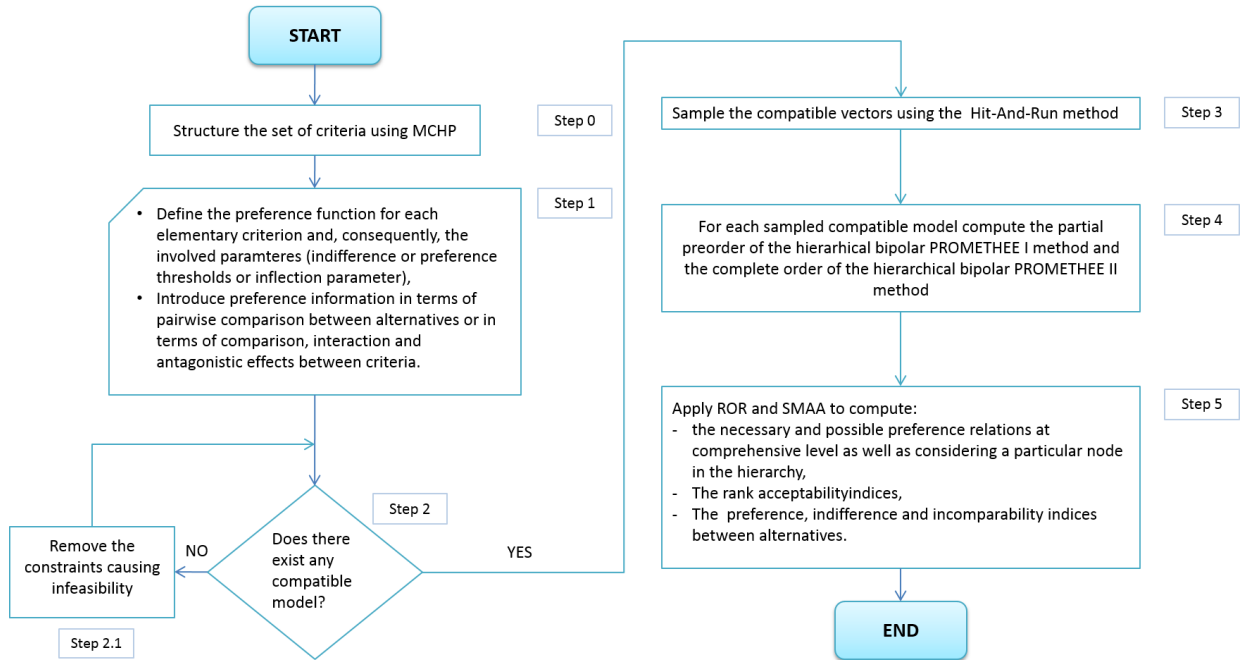 START
Structure the set of criteria using MCHP
Step 0
• Define the preference function for each
elementary criterion and, consequently, the
involved paramteres (indifference or preference
thresholds or inflection parameter),
• Introduce preference information in terms of
pairwise comparison between alternatives or in
terms of comparison, interaction and
antagonistic effects between criteria.
Step 1
Step 2
Does there
exist any
compatible
model?
NO
YES
Remove the
constraints causing
infeasibility
Step 2.1
Sample the compatible vectors using the Hit-And-Run method
Step 3
For each sampled compatible model compute the partial
preorder of the hierarhical bipolar PROMETHEE I method and
the complete order of the hierarchical bipolar PROMETHEE II
method
Step 4
Apply ROR and SMAA to compute:
- the necessary and possible preference relations at
comprehensive level as well as considering a particular node
in the hierarchy,
- The rank acceptabilityindices,
- The preference, indifference and incomparability indices
between alternatives.
Step 5
END